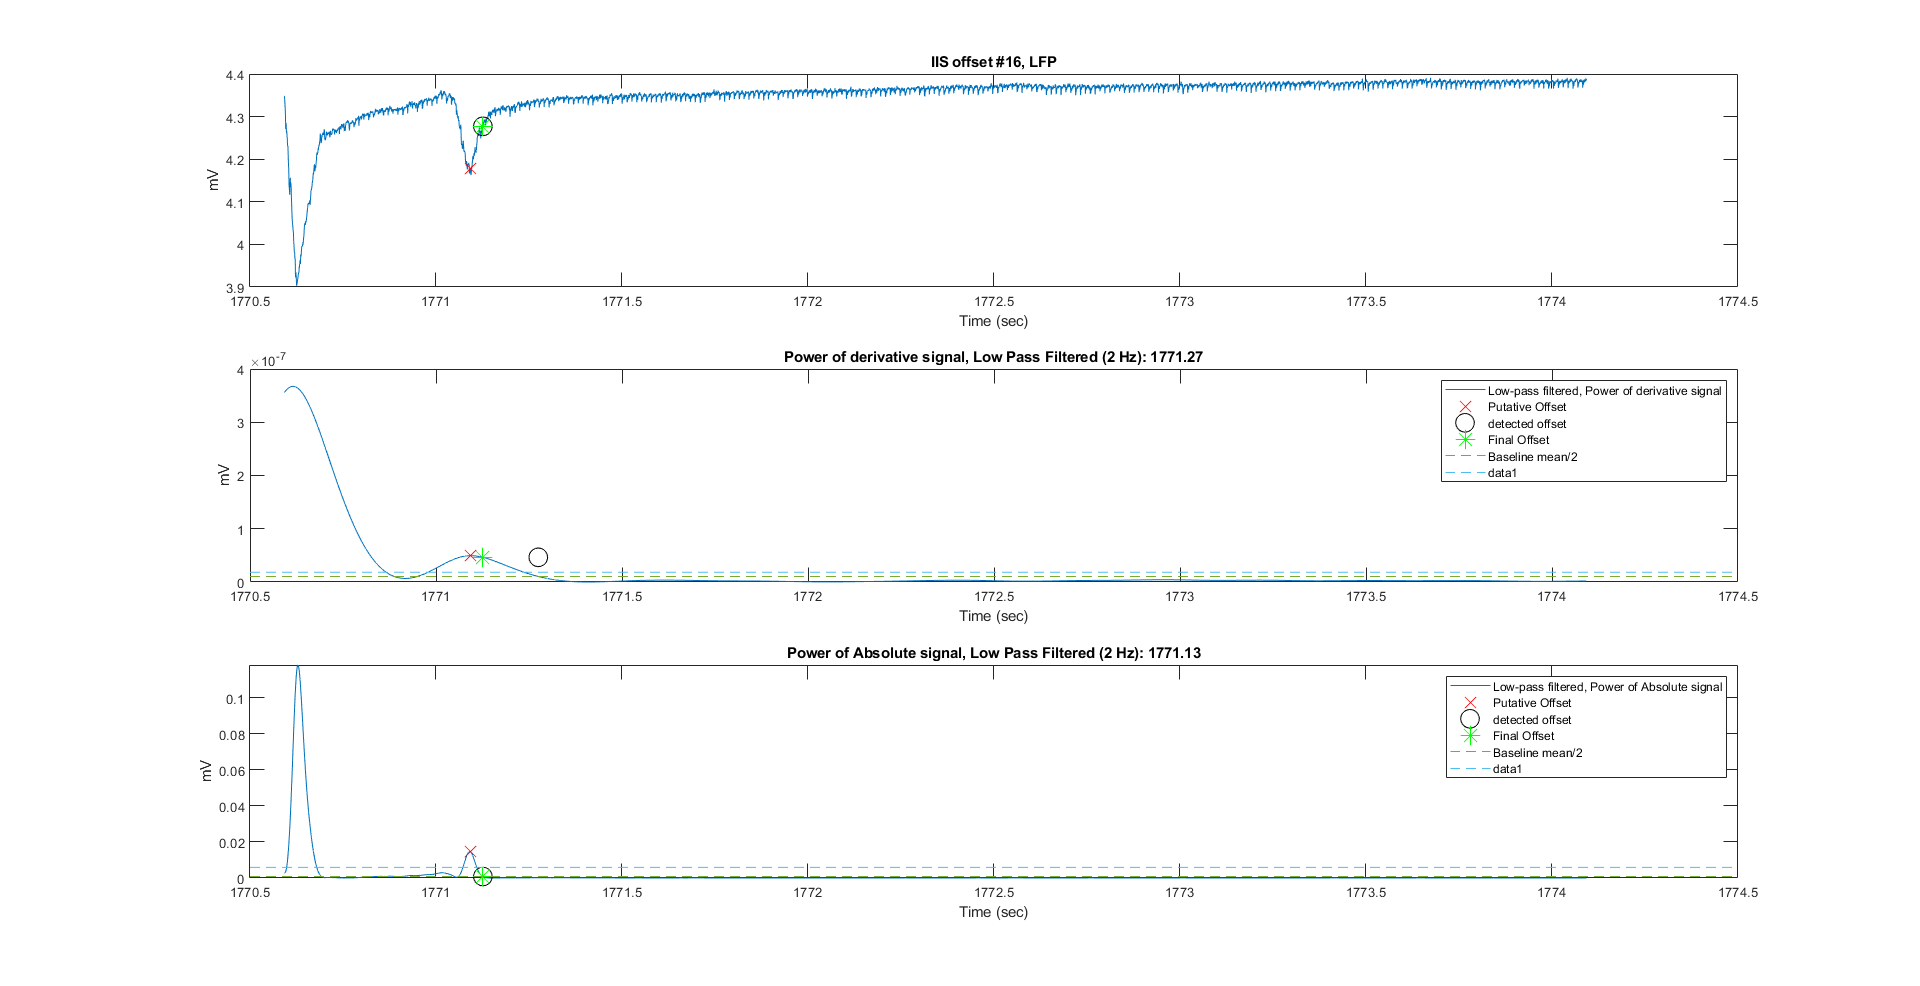 IIS offset #16, LFP
4.4
4.3
4.2
4.1
4
3.9
mV
1770.5 1771 1771.5 1772 1772.5 1773 1773.5 1774 1774.5
Time (sec)
Power of derivative signal, Low Pass Filtered (2 Hz): 1771.27
×10-7
4
3
2
1
0
mV
Low-pass filtered, Power of derivative signal
Putative Offset
detected offset
Final Offset
Baseline mean/2
data1
1770.5 1771 1771.5 1772 1772.5 1773 1773.5 1774 1774.5
Time (sec)
Power of Absolute signal, Low Pass Filtered (2 Hz): 1771.13
0.1
0.08
0.06
0.04
0.02
0
mV
Low-pass filtered, Power of Absolute signal
Putative Offset
detected offset
Final Offset
Baseline mean/2
data1
1770.5 1771 1771.5 1772 1772.5 1773 1773.5 1774 1774.5
Time (sec)